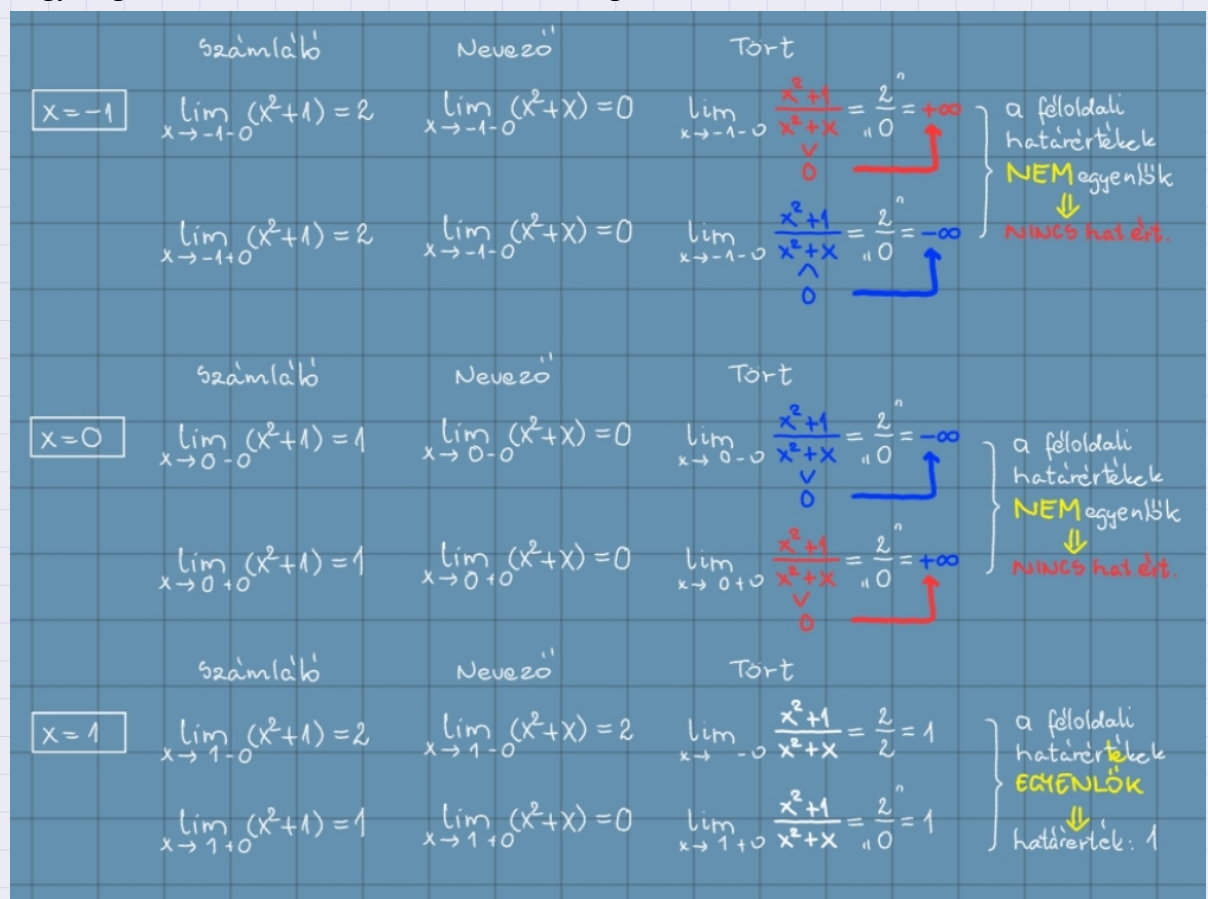 Számláló Nevező Tört
x=-1 lim x→-1-0 (x²+1)=2 lim x→-1-0 (x²+x)=0 lim x→-1-0 (x²+1)/(x²+x) = „2/0" = +∞
∨
0
lim x→-1+0 (x²+1)=2 lim x→-1-0 (x²+x)=0 lim x→-1-0 (x²+1)/(x²+x) = „2/0" = -∞
∧
0
a féloldali
határértékek
NEM egyenlők
⇓
NINCS hat.ért.
Számláló Nevező Tört
x=0 lim x→0-0 (x²+1)=1 lim x→0-0 (x²+x)=0 lim x→0-0 (x²+1)/(x²+x) = „2/0" = -∞
∨
0
lim x→0+0 (x²+1)=1 lim x→0+0 (x²+x)=0 lim x→0+0 (x²+1)/(x²+x) = „2/0" = +∞
∨
0
a féloldali
határértékek
NEM egyenlők
⇓
NINCS hat.ért.
Számláló Nevező Tört
x=1 lim x→1-0 (x²+1)=2 lim x→1-0 (x²+x)=2 lim x→ -0 (x²+1)/(x²+x) = 2/2 = 1
lim x→1+0 (x²+1)=1 lim x→1+0 (x²+x)=0 lim x→1+0 (x²+1)/(x²+x) = „2/0" = 1
a féloldali
határértékek
EGYENLŐK
⇓
határérték: 1